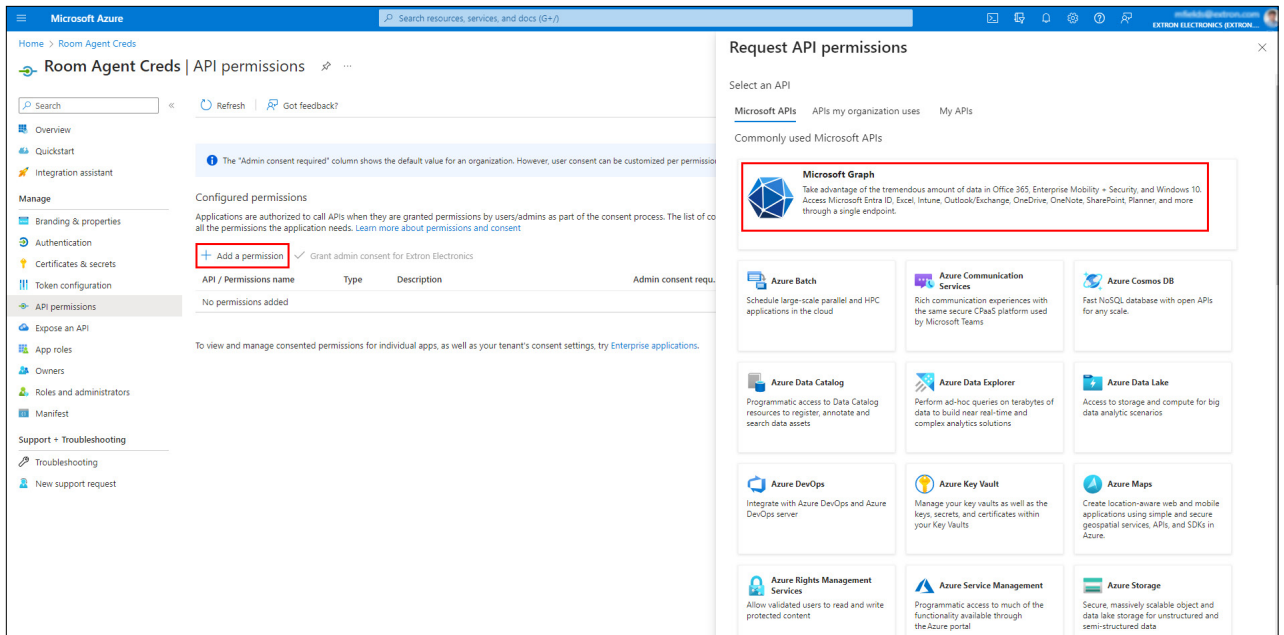 Microsoft Azure
Search resources, services, and docs (G+/)
EXTRON ELECTRONICS (EXTRON....
Home > Room Agent Creds
Room Agent Creds | API permissions
Search
Refresh
Got feedback?
Overview
Quickstart
Integration assistant
Manage
Branding & properties
Authentication
Certificates & secrets
Token configuration
API permissions
Expose an API
App roles
Owners
Roles and administrators
Manifest
Support + Troubleshooting
Troubleshooting
New support request
The "Admin consent required" column shows the default value for an organization. However, user consent can be customized per permission
Configured permissions
Applications are authorized to call APIs when they are granted permissions by users/admins as part of the consent process. The list of co
all the permissions the application needs. Learn more about permissions and consent
+ Add a permission
Grant admin consent for Extron Electronics
API / Permissions name Type Description Admin consent requ.
No permissions added
To view and manage consented permissions for individual apps, as well as your tenant's consent settings, try Enterprise applications.
Request API permissions
Select an API
Microsoft APIs APIs my organization uses My APIs
Commonly used Microsoft APIs
Microsoft Graph
Take advantage of the tremendous amount of data in Office 365, Enterprise Mobility + Security, and Windows 10.
Access Microsoft Entra ID, Excel, Intune, Outlook/Exchange, OneDrive, OneNote, SharePoint, Planner, and more
through a single endpoint.
Azure Batch
Schedule large-scale parallel and HPC
applications in the cloud
Azure Communication
Services
Rich communication experiences with
the same secure CPaaS platform used
by Microsoft Teams
Azure Cosmos DB
Fast NoSQL database with open APIs
for any scale.
Azure Data Catalog
Programmatic access to Data Catalog
resources to register, annotate and
search data assets
Azure Data Explorer
Perform ad-hoc queries on terabytes of
data to build near real-time and
complex analytics solutions
Azure Data Lake
Access to storage and compute for big
data analytic scenarios
Azure DevOps
Integrate with Azure DevOps and Azure
DevOps server
Azure Key Vault
Manage your key vaults as well as the
keys, secrets, and certificates within
your Key Vaults
Azure Maps
Create location-aware web and mobile
applications using simple and secure
geospatial services, APIs, and SDKs in
Azure.
Azure Rights Management
Services
Allow validated users to read and write
protected content
Azure Service Management
Programmatic access to much of the
functionality available through
the Azure portal
Azure Storage
Secure, massively scalable object and
data lake storage for unstructured and
semi-structured data